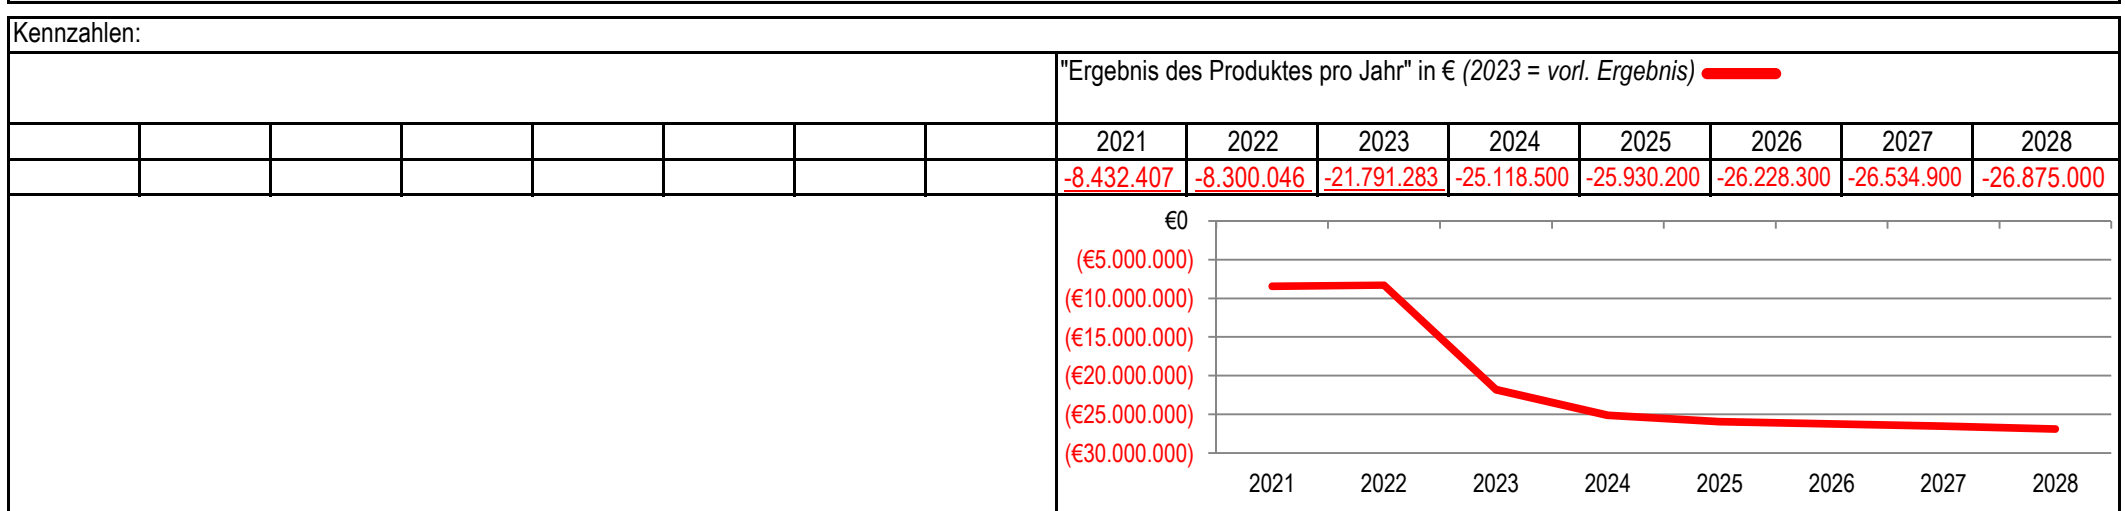 Kennzahlen:
"Ergebnis des Produktes pro Jahr" in € (2023 = vorl. Ergebnis)
2021 2022 2023 2024 2025 2026 2027 2028
-8.432.407 -8.300.046 -21.791.283 -25.118.500 -25.930.200 -26.228.300 -26.534.900 -26.875.000
€0
(€5.000.000)
(€10.000.000)
(€15.000.000)
(€20.000.000)
(€25.000.000)
(€30.000.000)
2021 2022 2023 2024 2025 2026 2027 2028